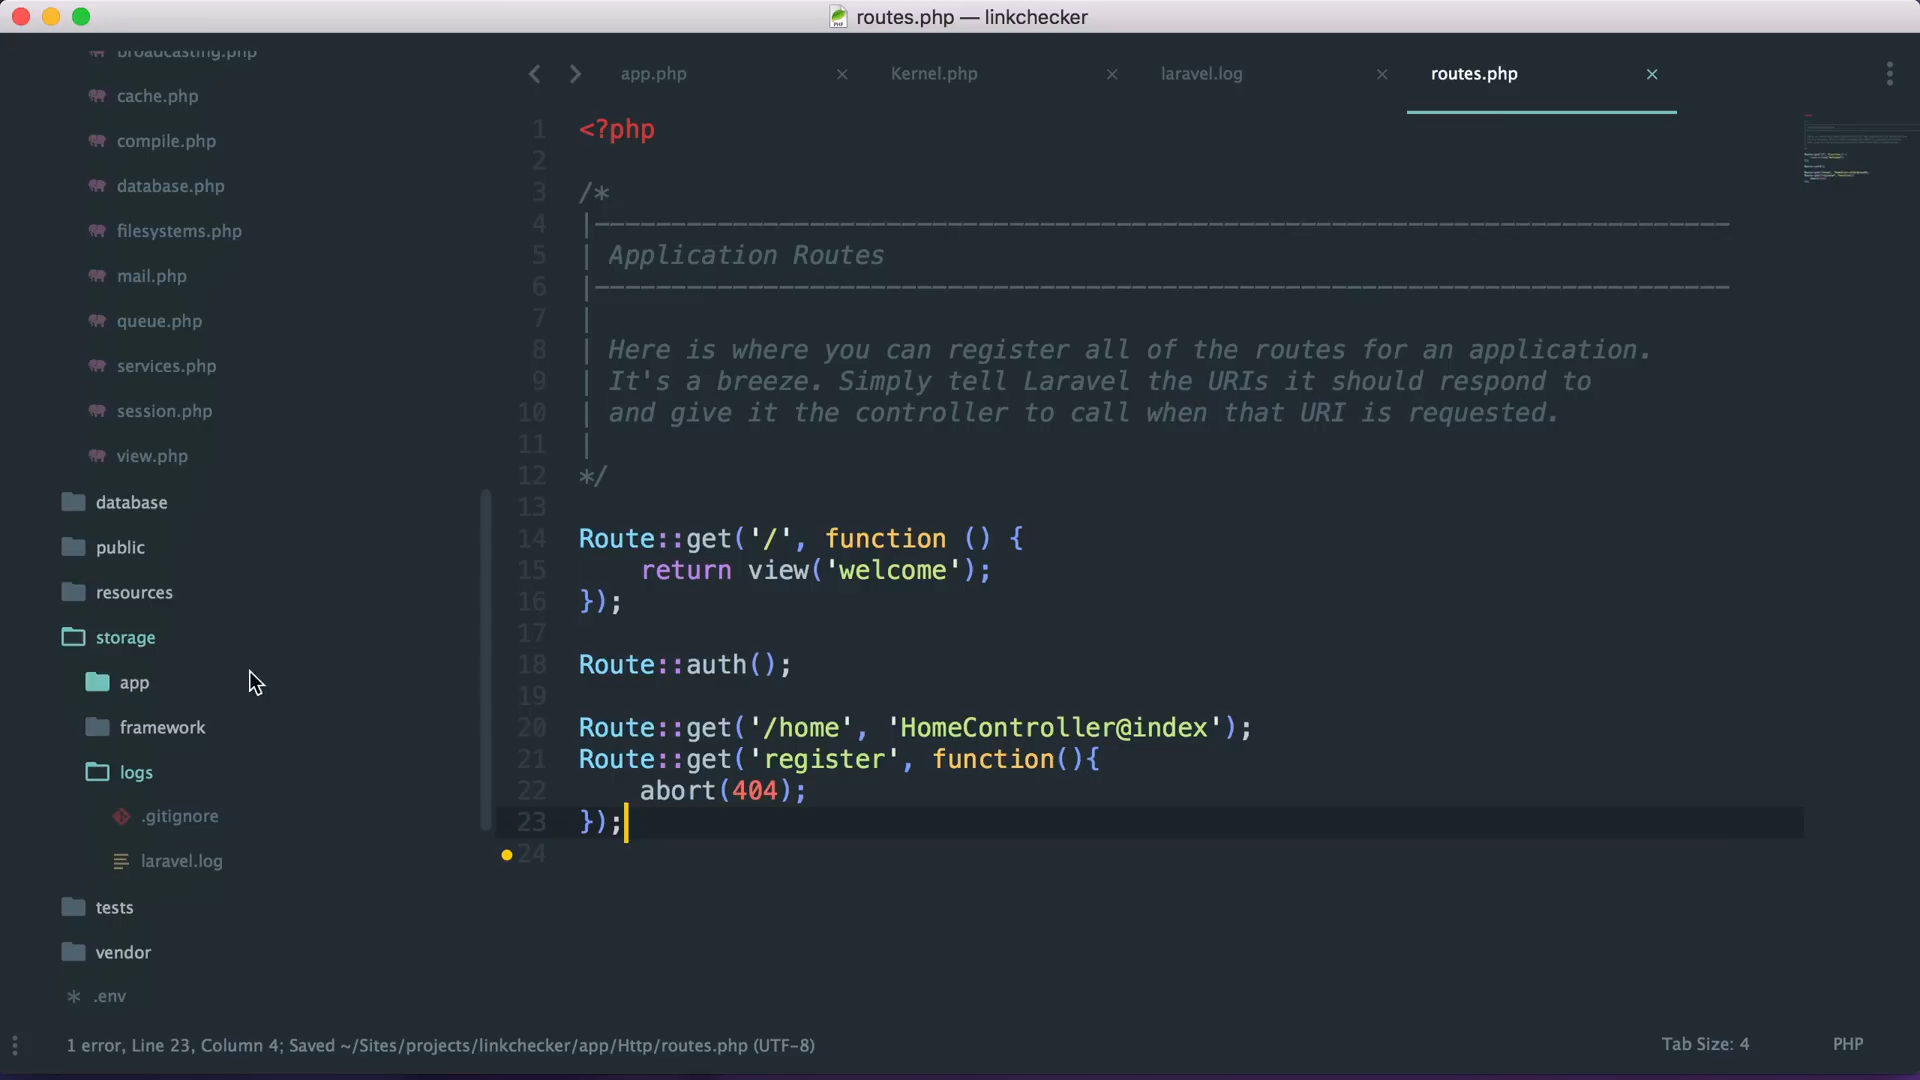 routes.php — linkchecker
broadcasting.php
cache.php
compile.php
database.php
filesystems.php
mail.php
queue.php
services.php
session.php
view.php
database
public
resources
storage
app
framework
logs
.gitignore
laravel.log
tests
vendor
.env
app.php
Kernel.php
laravel.log
routes.php
1 <?php
2
3 /*
4 |--------------------------------------------------------------------------
5 | Application Routes
6 |--------------------------------------------------------------------------
7 |
8 | Here is where you can register all of the routes for an application.
9 | It's a breeze. Simply tell Laravel the URIs it should respond to
10 | and give it the controller to call when that URI is requested.
11 |
12 */
13
14 Route::get('/', function () {
15     return view('welcome');
16 });
17
18 Route::auth();
19
20 Route::get('/home', 'HomeController@index');
21 Route::get('register', function(){
22     abort(404);
23 });
24
1 error, Line 23, Column 4; Saved ~/Sites/projects/linkchecker/app/Http/routes.php (UTF-8)
Tab Size: 4
PHP